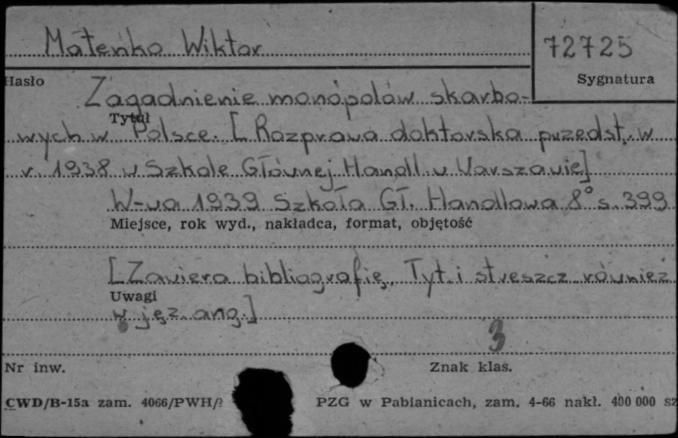 Mateńko Wiktor
72725
Hasło
Sygnatura
Zagadnienie monopolów skarbo-
Tytuł
wych w Polsce. [Rozprawa doktorska przedst. w
r. 1938 w Szkole Głównej Handl. w Warszawie]
W-wa 1939 Szkoła Gł. Handlowa 8° s. 399
Miejsce, rok wyd., nakładca, format, objętość
[Zawiera bibliografię. Tyt. i streszcz. również
Uwagi
w jęz. ang.]
3
Nr inw.
Znak klas.
CWD/B-15a zam. 4066/PWH/
PZG w Pabianicach, zam. 4-66 nakł. 400 000 sz